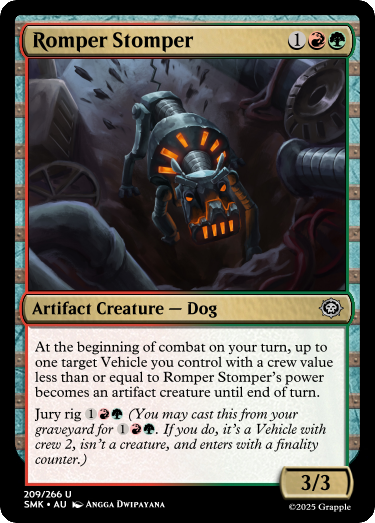 Romper Stomper 1
Artifact Creature — Dog
At the beginning of combat on your turn, up to
one target Vehicle you control with a crew value
less than or equal to Romper Stomper's power
becomes an artifact creature until end of turn.
Jury rig 1 (You may cast this from your
graveyard for 1. If you do, it's a Vehicle with
crew 2, isn't a creature, and enters with a finality
counter.)
3/3
209/266 U
SMK • AU Angga Dwipayana
©2025 Grapple